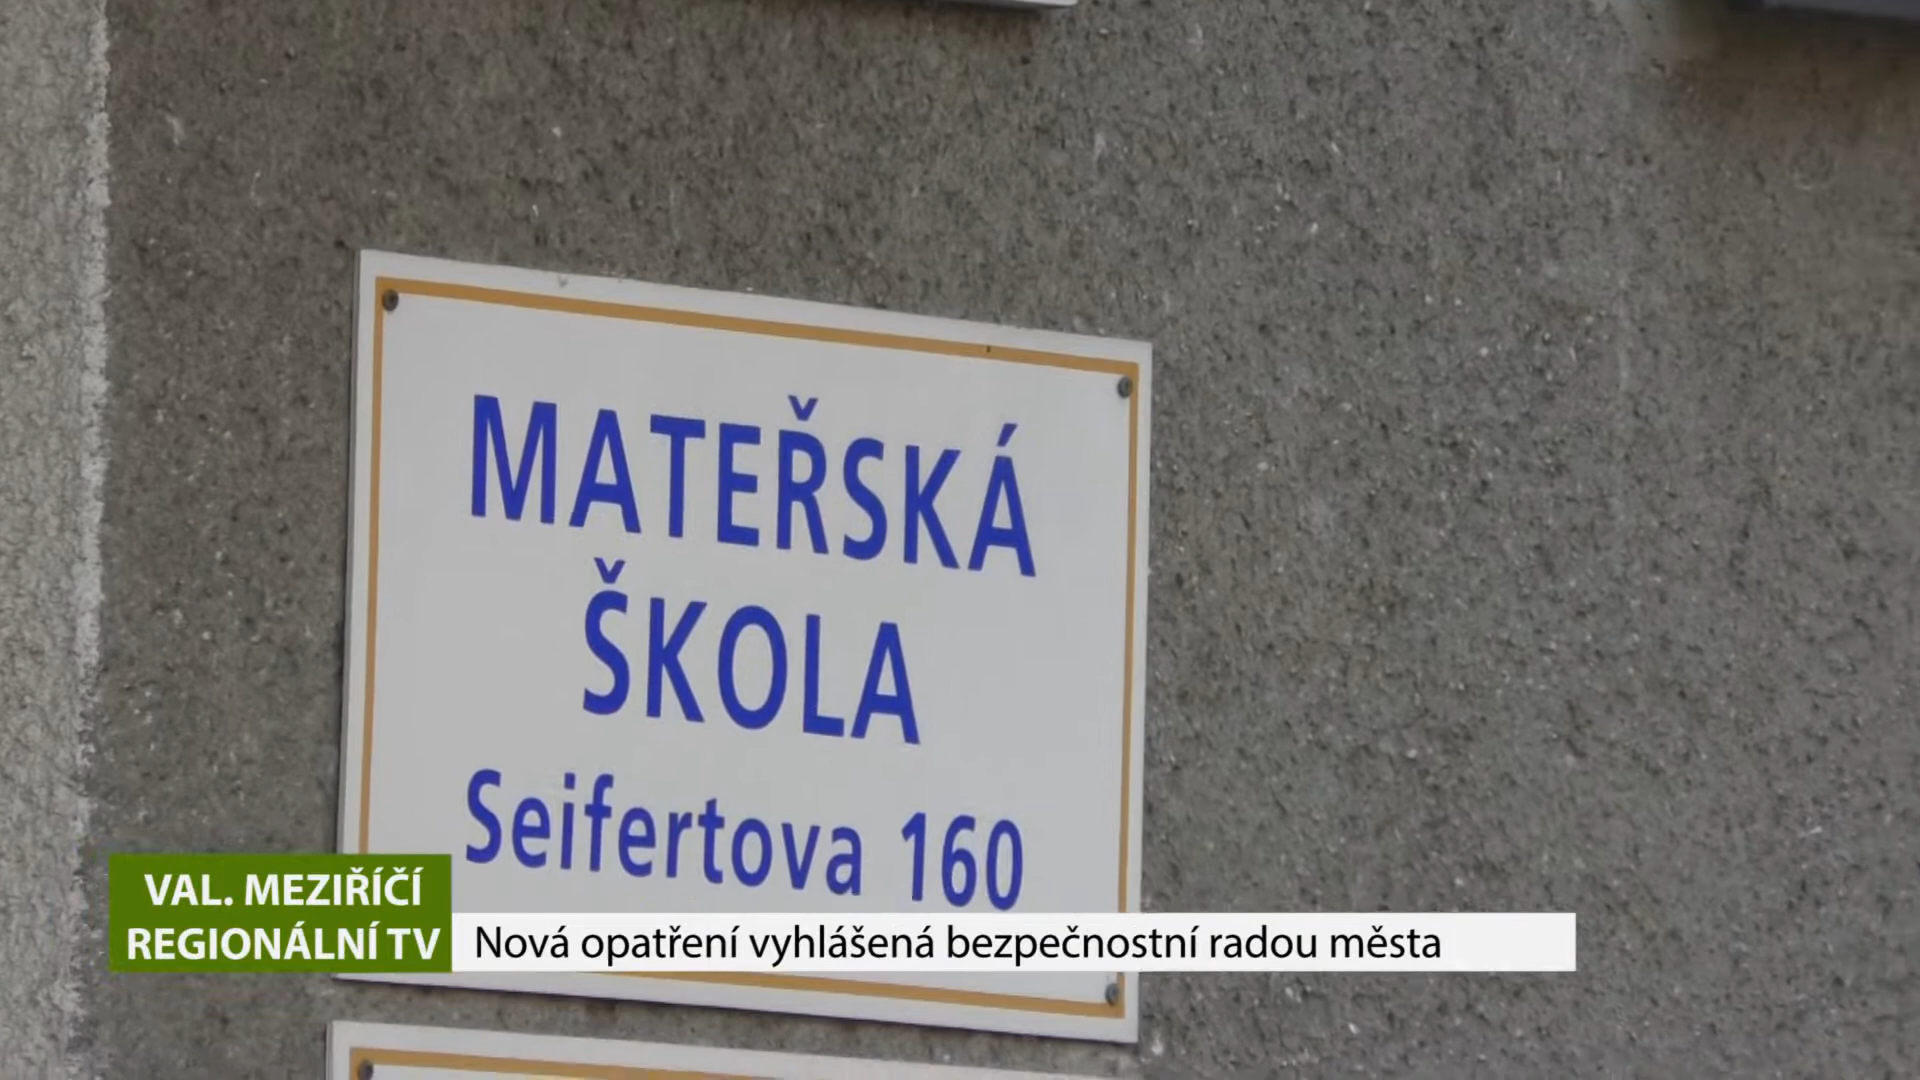 MATEŘSKÁ
ŠKOLA
Seifertova 160
VAL. MEZIŘÍČÍ
REGIONÁLNÍ TV
Nová opatření vyhlášená bezpečnostní radou města